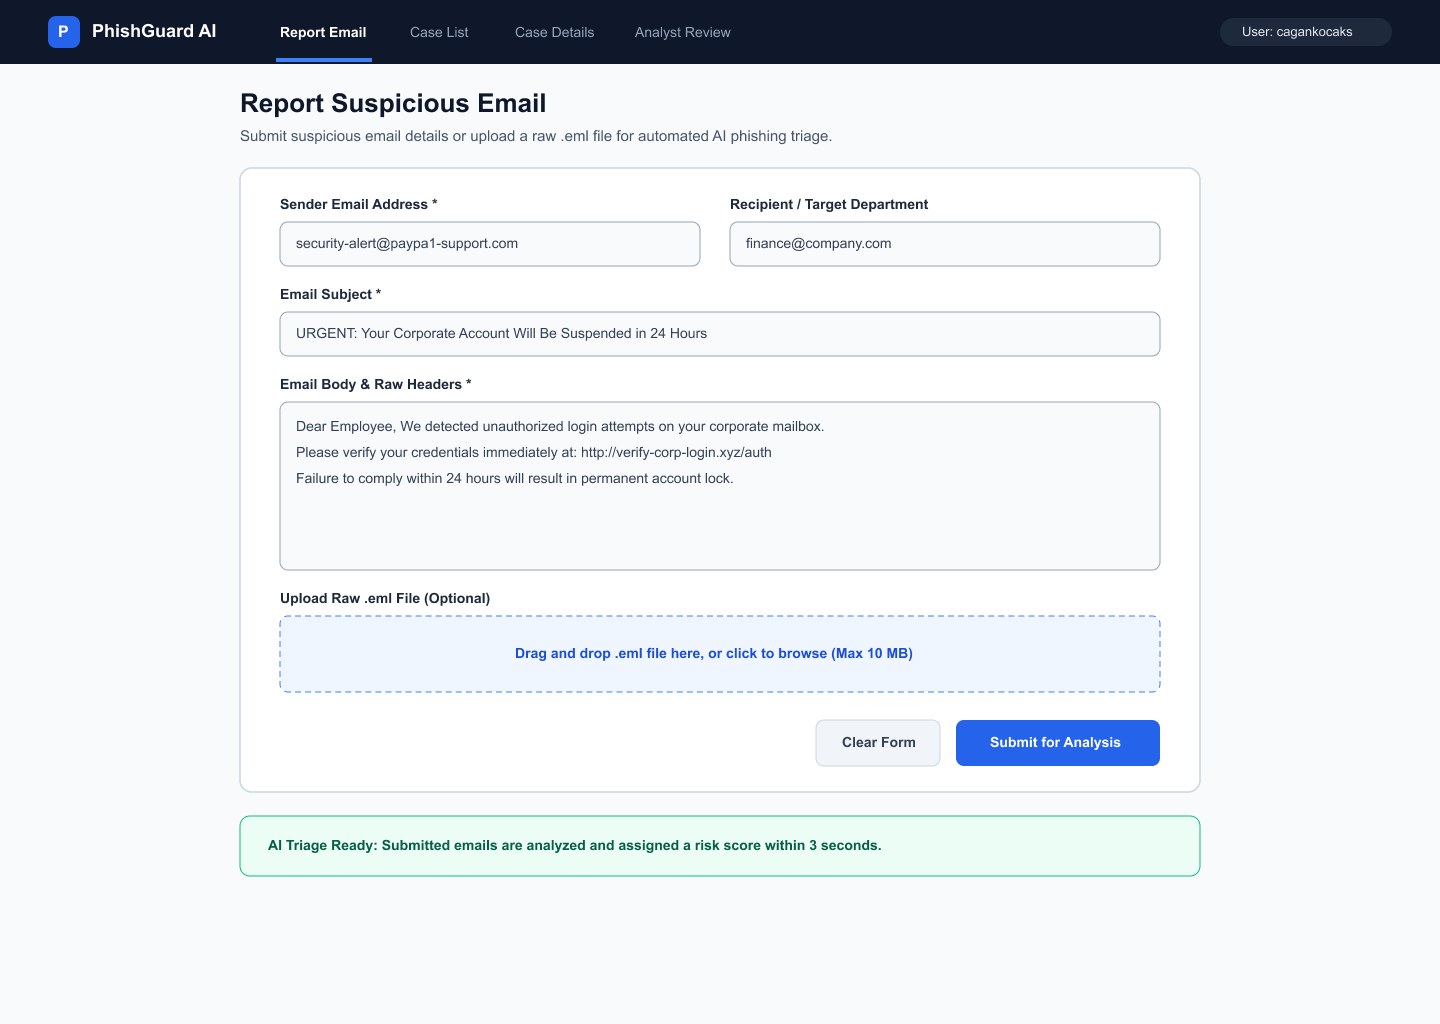 P PhishGuard AI Report Email Case List Case Details Analyst Review User: cagankocaks
Report Suspicious Email
Submit suspicious email details or upload a raw .eml file for automated AI phishing triage.
Sender Email Address * Recipient / Target Department
security-alert@paypa1-support.com finance@company.com
Email Subject *
URGENT: Your Corporate Account Will Be Suspended in 24 Hours
Email Body & Raw Headers *
Dear Employee, We detected unauthorized login attempts on your corporate mailbox.
Please verify your credentials immediately at: http://verify-corp-login.xyz/auth
Failure to comply within 24 hours will result in permanent account lock.
Upload Raw .eml File (Optional)
Drag and drop .eml file here, or click to browse (Max 10 MB)
Clear Form Submit for Analysis
AI Triage Ready: Submitted emails are analyzed and assigned a risk score within 3 seconds.